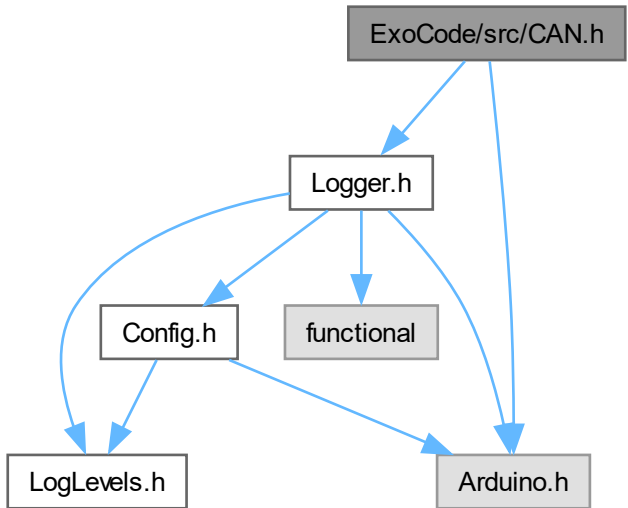 ExoCode/src/CAN.h
Logger.h
Config.h
functional
LogLevels.h
Arduino.h